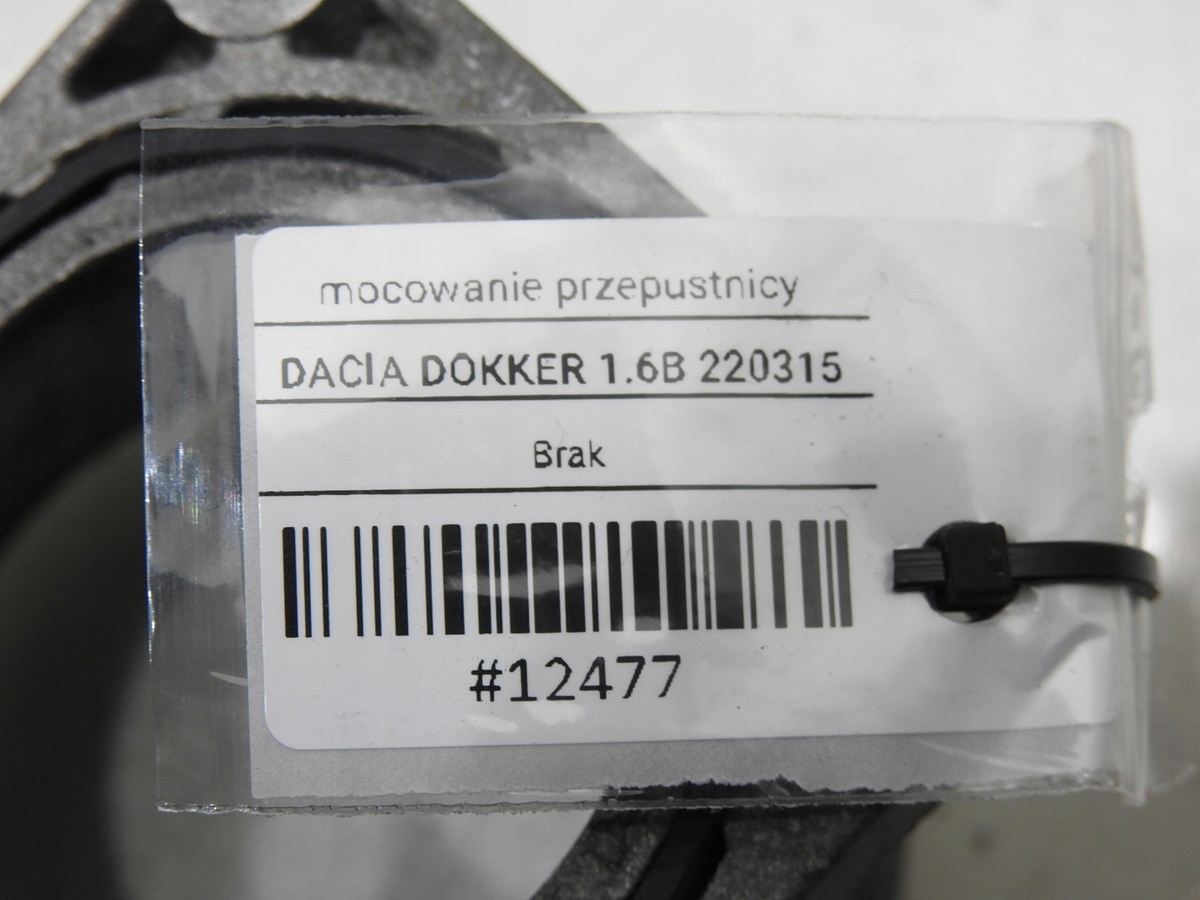 mocowanie przepustnicy
DACIA DOKKER 1.6B 220315
Brak
#12477